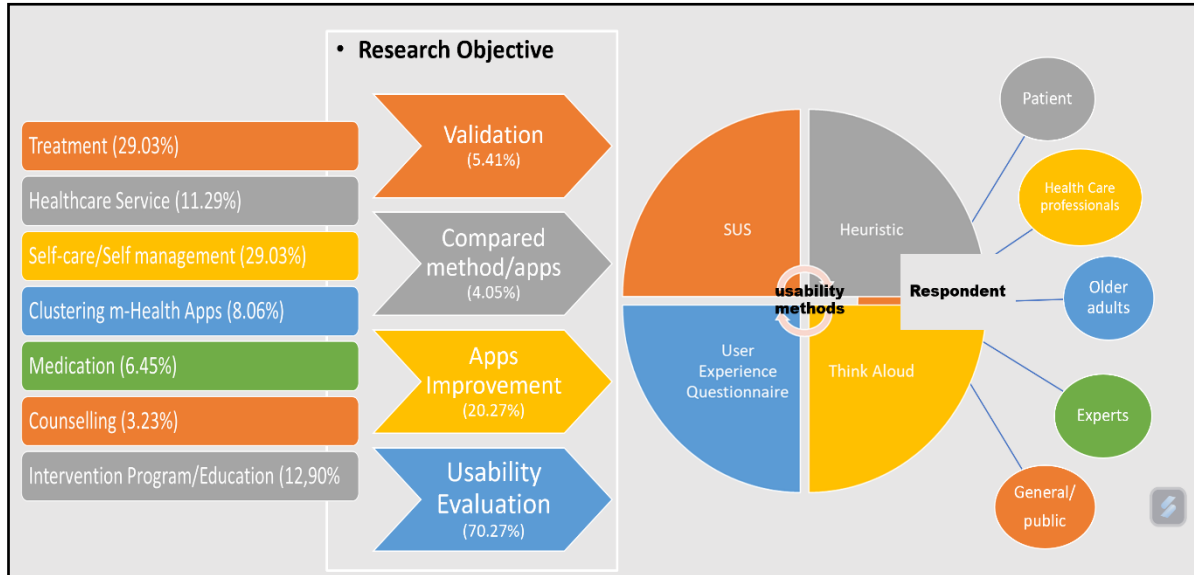 • Research Objective
Treatment (29.03%)
Healthcare Service (11.29%)
Self-care/Self management (29.03%)
Clustering m-Health Apps (8.06%)
Medication (6.45%)
Counselling (3.23%)
Intervention Program/Education (12,90%
Validation
(5.41%)
Compared
method/apps
(4.05%)
Apps
Improvement
(20.27%)
Usability
Evaluation
(70.27%)
SUS
Heuristic
User
Experience
Questionnaire
Think Aloud
usability
methods
Respondent
Patient
Health Care
professionals
Older
adults
Experts
General/
public